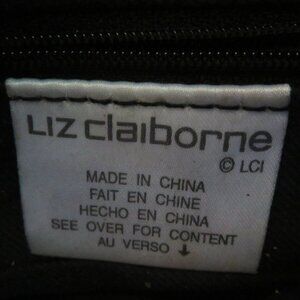 Liz claiborne
© LCI
MADE IN CHINA
FAIT EN CHINE
HECHO EN CHINA
SEE OVER FOR CONTENT
AU VERSO ↓